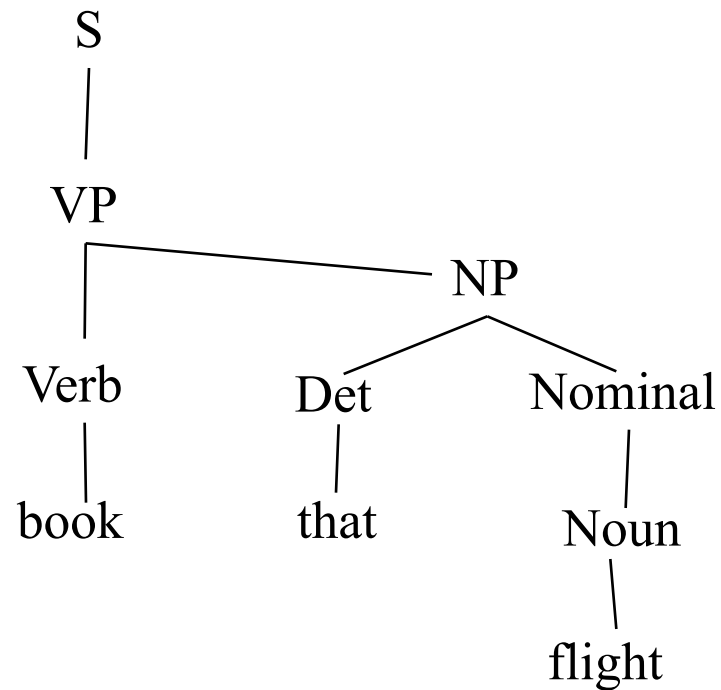 S
VP
NP
Verb Det Nominal
book that Noun
flight